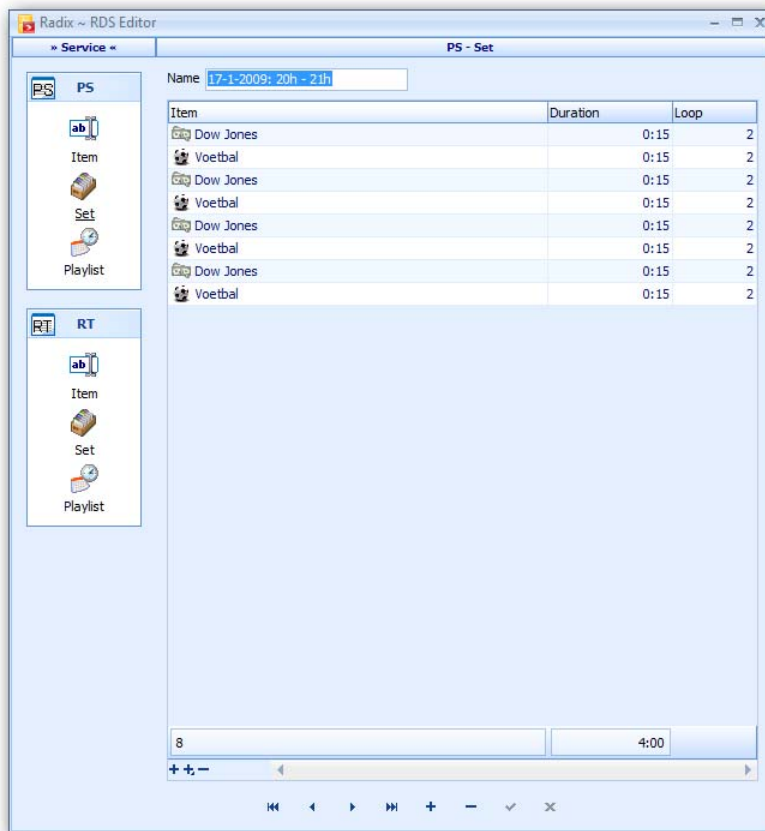 Radix ~ RDS Editor
» Service «
PS - Set
PS
PS
Item
Set
Playlist
RT
RT
Item
Set
Playlist
Name 17-1-2009: 20h - 21h
Item Duration Loop
Dow Jones 0:15 2
Voetbal 0:15 2
Dow Jones 0:15 2
Voetbal 0:15 2
Dow Jones 0:15 2
Voetbal 0:15 2
Dow Jones 0:15 2
Voetbal 0:15 2
8 4:00